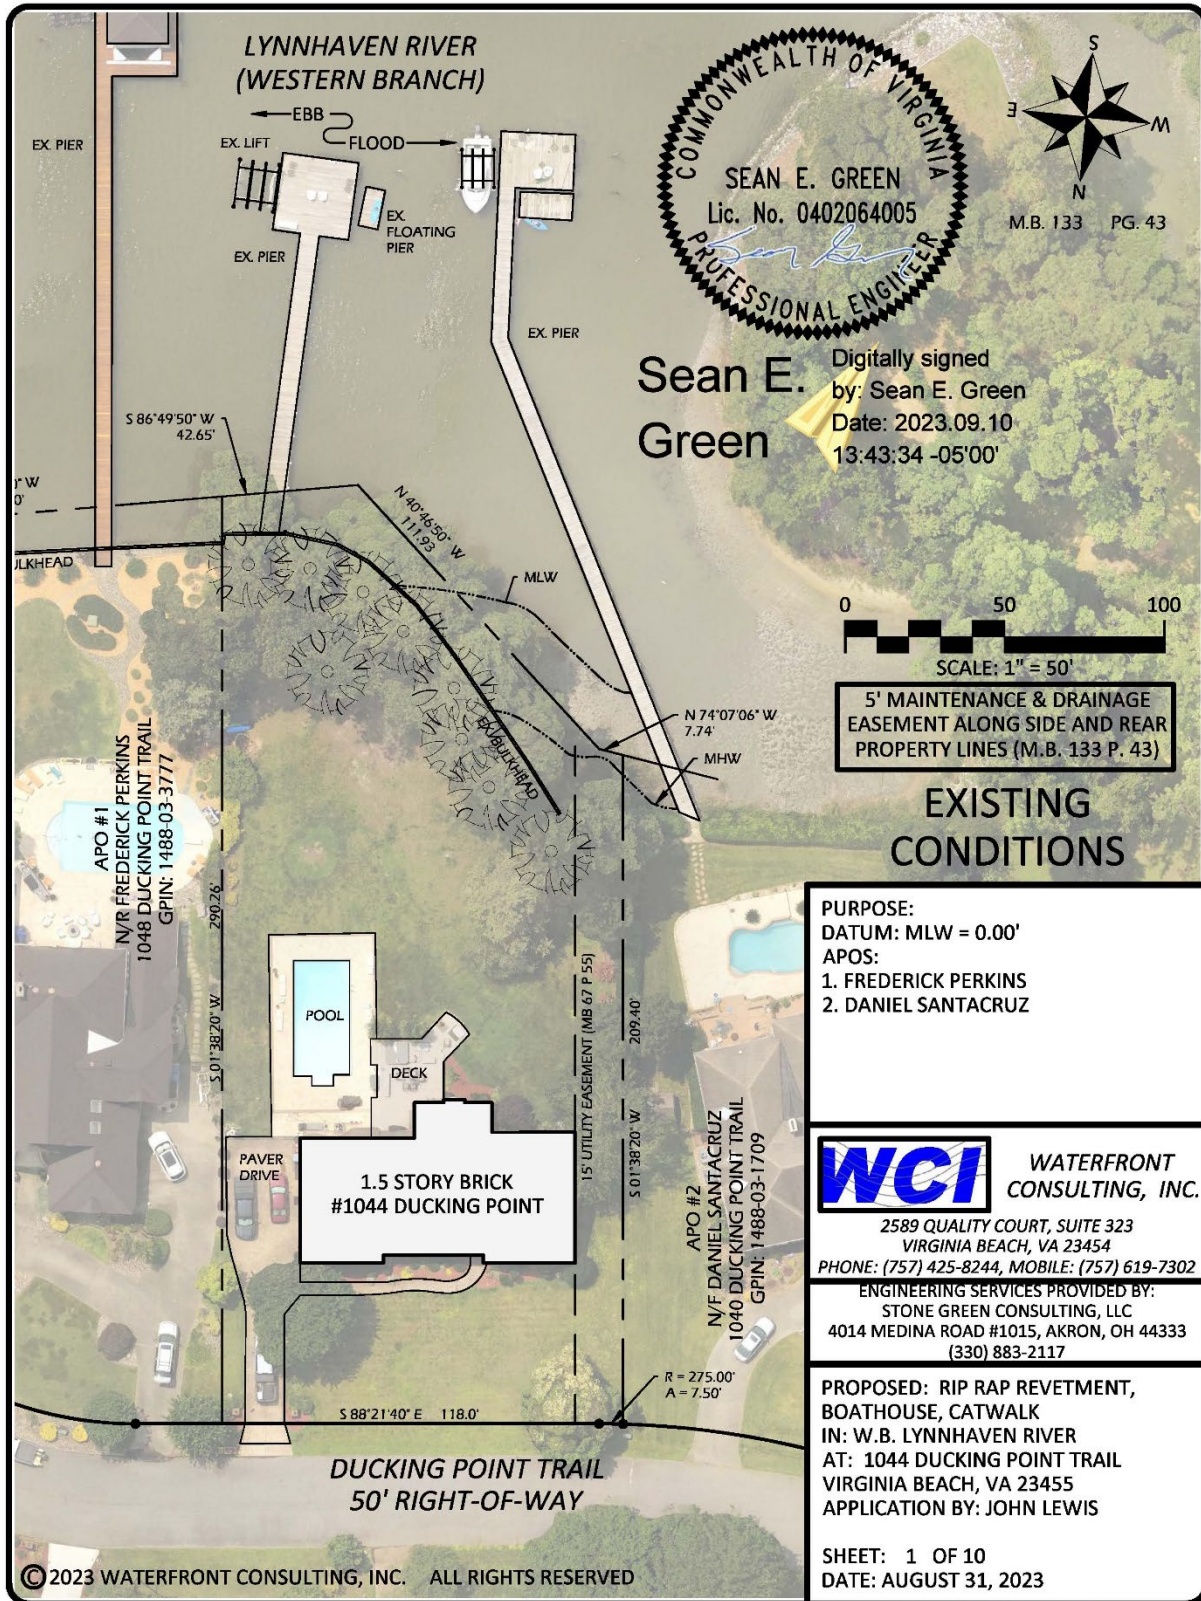 LYNNHAVEN RIVER
(WESTERN BRANCH)
EBB
FLOOD
EX. PIER
EX. LIFT
EX.
FLOATING
PIER
EX. PIER
EX. PIER
COMMONWEALTH OF VIRGINIA
SEAN E. GREEN
Lic. No. 0402064005
PROFESSIONAL ENGINEER
S
E
W
N
M.B. 133 PG. 43
Sean E.
Green
Digitally signed
by: Sean E. Green
Date: 2023.09.10
13:43:34 -05'00'
S 86°49'50" W
42.65'
N 40°46'50" W
111.93
MLW
BULKHEAD
EX. BULKHEAD
N 74°07'06" W
7.74'
MHW
0 50 100
SCALE: 1" = 50'
5' MAINTENANCE & DRAINAGE
EASEMENT ALONG SIDE AND REAR
PROPERTY LINES (M.B. 133 P. 43)
EXISTING
CONDITIONS
APO #1
N/R FREDERICK PERKINS
1048 DUCKING POINT TRAIL
GPIN: 1488-03-3777
S 01°38'20" W 290.26'
POOL
DECK
PAVER
DRIVE
1.5 STORY BRICK
#1044 DUCKING POINT
15' UTILITY EASEMENT (MB 67 P 55)
S 01°38'20" W 209.40'
APO #2
N/F DANIEL SANTACRUZ
1040 DUCKING POINT TRAIL
GPIN: 1488-03-1709
R = 275.00'
A = 7.50'
S 88°21'40" E 118.0'
DUCKING POINT TRAIL
50' RIGHT-OF-WAY
© 2023 WATERFRONT CONSULTING, INC. ALL RIGHTS RESERVED
PURPOSE:
DATUM: MLW = 0.00'
APOS:
1. FREDERICK PERKINS
2. DANIEL SANTACRUZ
WCI
WATERFRONT
CONSULTING, INC.
2589 QUALITY COURT, SUITE 323
VIRGINIA BEACH, VA 23454
PHONE: (757) 425-8244, MOBILE: (757) 619-7302
ENGINEERING SERVICES PROVIDED BY:
STONE GREEN CONSULTING, LLC
4014 MEDINA ROAD #1015, AKRON, OH 44333
(330) 883-2117
PROPOSED: RIP RAP REVETMENT,
BOATHOUSE, CATWALK
IN: W.B. LYNNHAVEN RIVER
AT: 1044 DUCKING POINT TRAIL
VIRGINIA BEACH, VA 23455
APPLICATION BY: JOHN LEWIS
SHEET: 1 OF 10
DATE: AUGUST 31, 2023